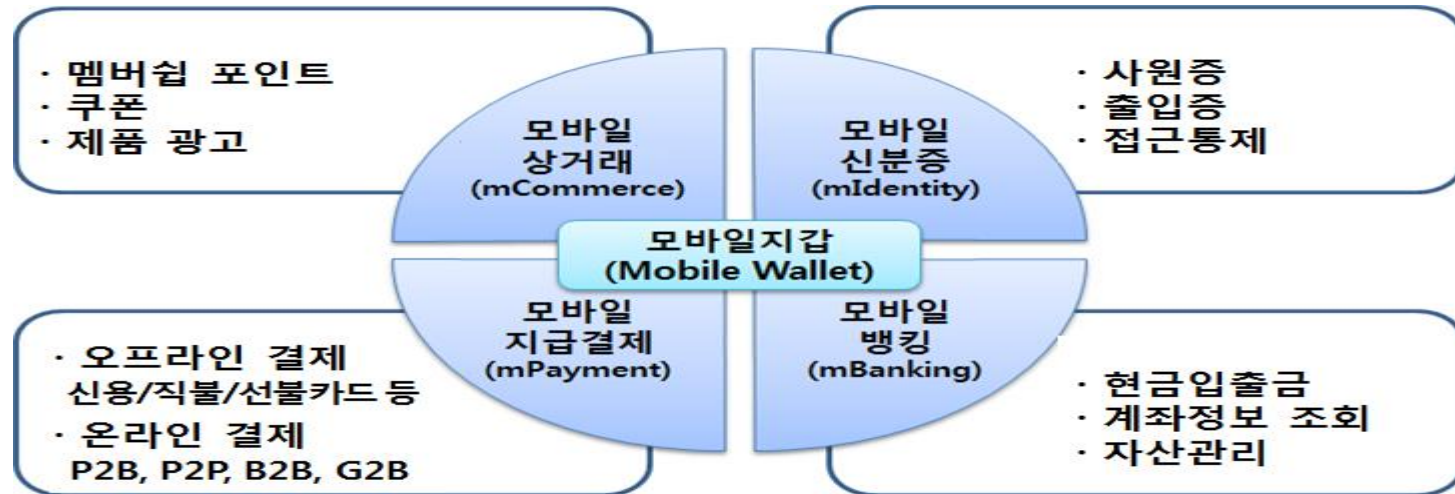 · 멤버쉽 포인트
· 쿠폰
· 제품 광고
모바일
상거래
(mCommerce)
모바일
신분증
(mIdentity)
· 사원증
· 출입증
· 접근통제
모바일지갑
(Mobile Wallet)
· 오프라인 결제
신용/직불/선불카드 등
· 온라인 결제
P2B, P2P, B2B, G2B
모바일
지급결제
(mPayment)
모바일
뱅킹
(mBanking)
· 현금입출금
· 계좌정보 조회
· 자산관리